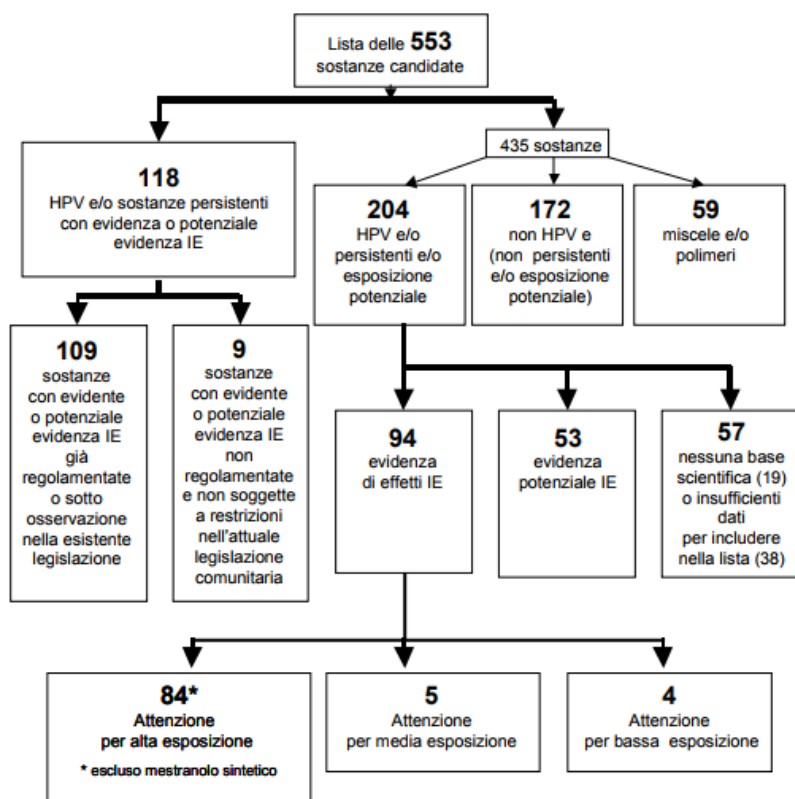 Lista delle 553
sostanze candidate
435 sostanze
118
HPV e/o sostanze persistenti
con evidenza o potenziale
evidenza IE
204
HPV e/o
persistenti e/o
esposizione
potenziale
172
non HPV e
(non persistenti
e/o esposizione
potenziale)
59
miscele e/o
polimeri
109
sostanze
con evidente
o potenziale
evidenza IE
già
regolamentate
o sotto
osservazione
nella esistente
legislazione
9
sostanze
con evidente
o potenziale
evidenza IE
non
regolamentate
e non soggette
a restrizioni
nell'attuale
legislazione
comunitaria
94
evidenza
di effetti IE
53
evidenza
potenziale IE
57
nessuna base
scientifica (19)
o insufficienti
dati
per includere
nella lista (38)
84*
Attenzione
per alta esposizione
* escluso mestranolo sintetico
5
Attenzione
per media esposizione
4
Attenzione
per bassa esposizione